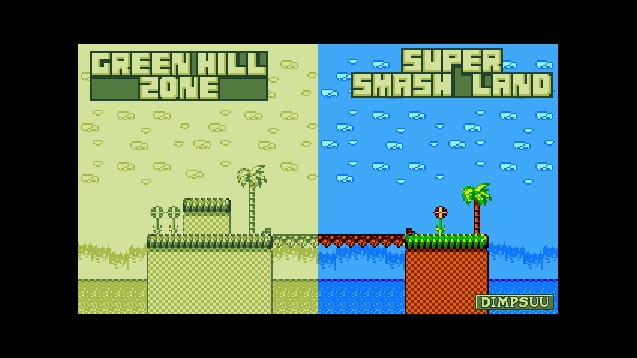 GREEN HILL
ZONE
SUPER
SMASH LAND
DIMPSUU